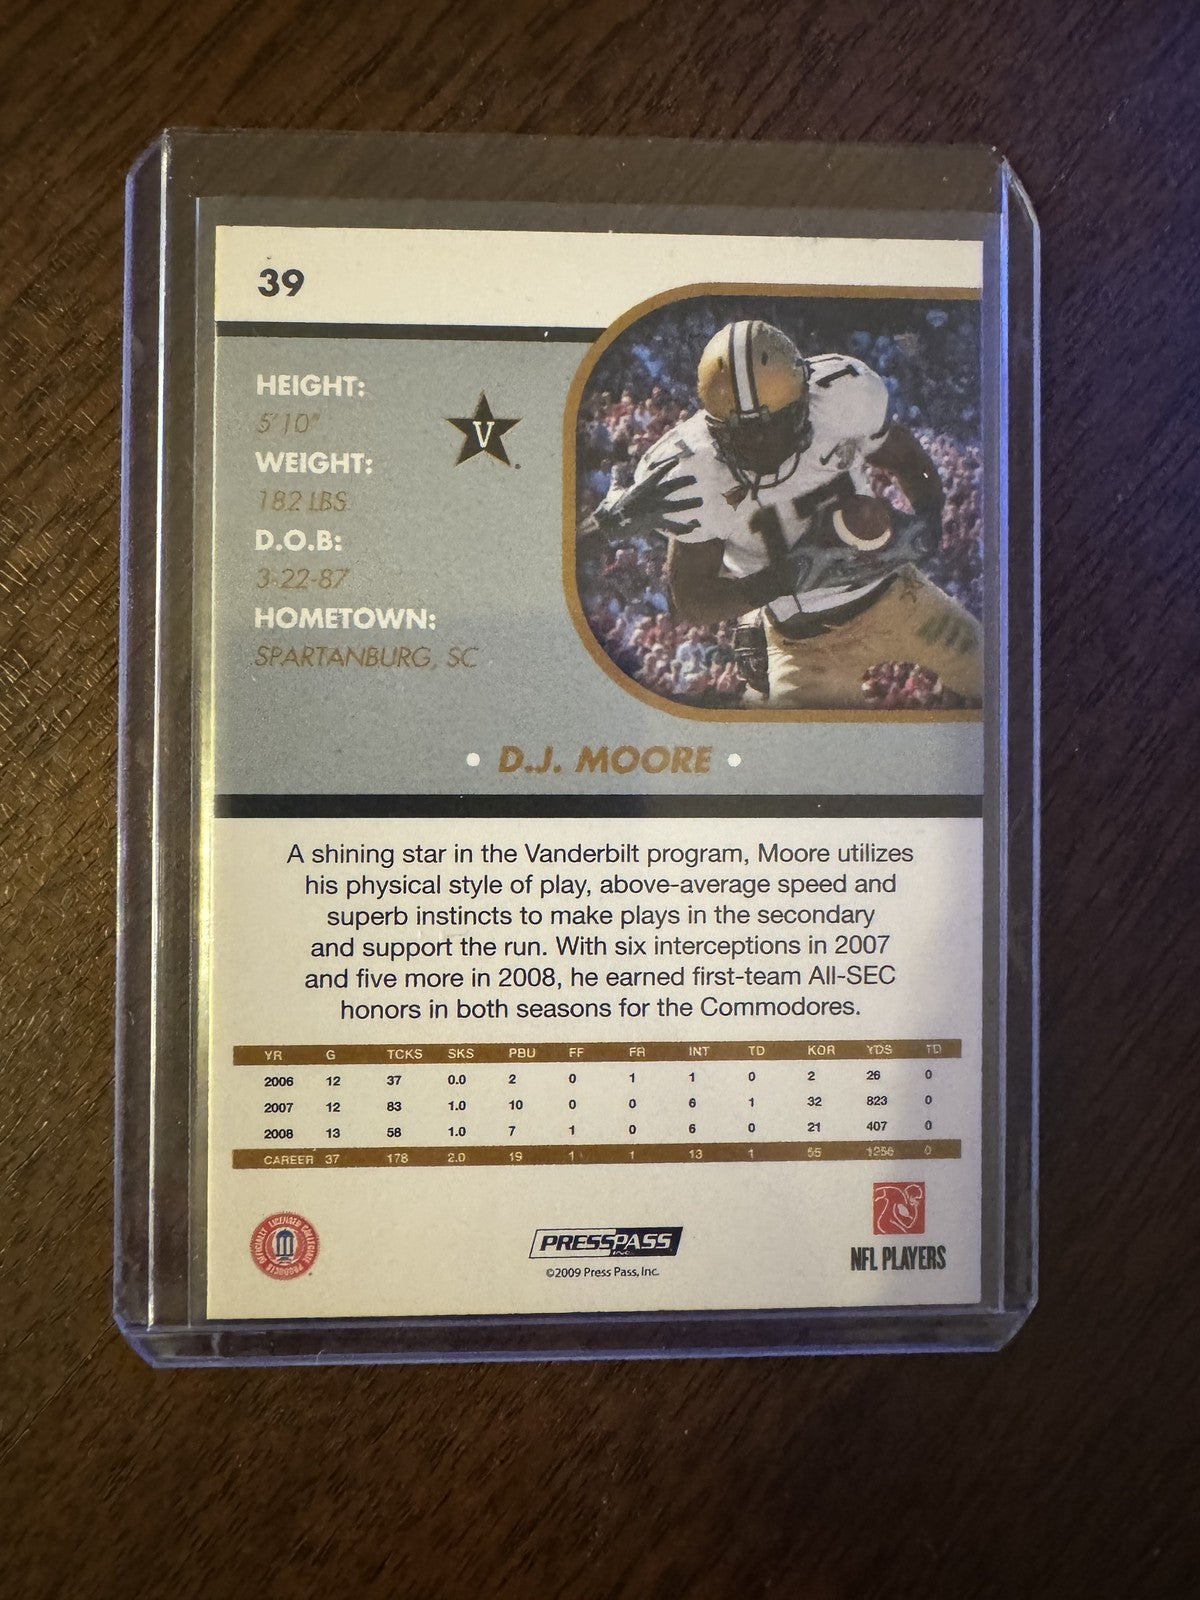 39
HEIGHT:
5'10"
WEIGHT:
182 LBS
D.O.B:
3-22-87
HOMETOWN:
SPARTANBURG, SC
V
• D.J. MOORE •
A shining star in the Vanderbilt program, Moore utilizes
his physical style of play, above-average speed and
superb instincts to make plays in the secondary
and support the run. With six interceptions in 2007
and five more in 2008, he earned first-team All-SEC
honors in both seasons for the Commodores.
YR G TCKS SKS PBU FF FR INT TD KOR YDS TD
2006 12 37 0.0 2 0 1 1 0 2 26 0
2007 12 83 1.0 10 0 0 6 1 32 823 0
2008 13 58 1.0 7 1 0 6 0 21 407 0
CAREER 37 178 2.0 19 1 1 13 1 55 1256 0
OFFICIALLY LICENSED COLLEGIATE PRODUCTS
PRESSPASS INC.
©2009 Press Pass, Inc.
NFL PLAYERS